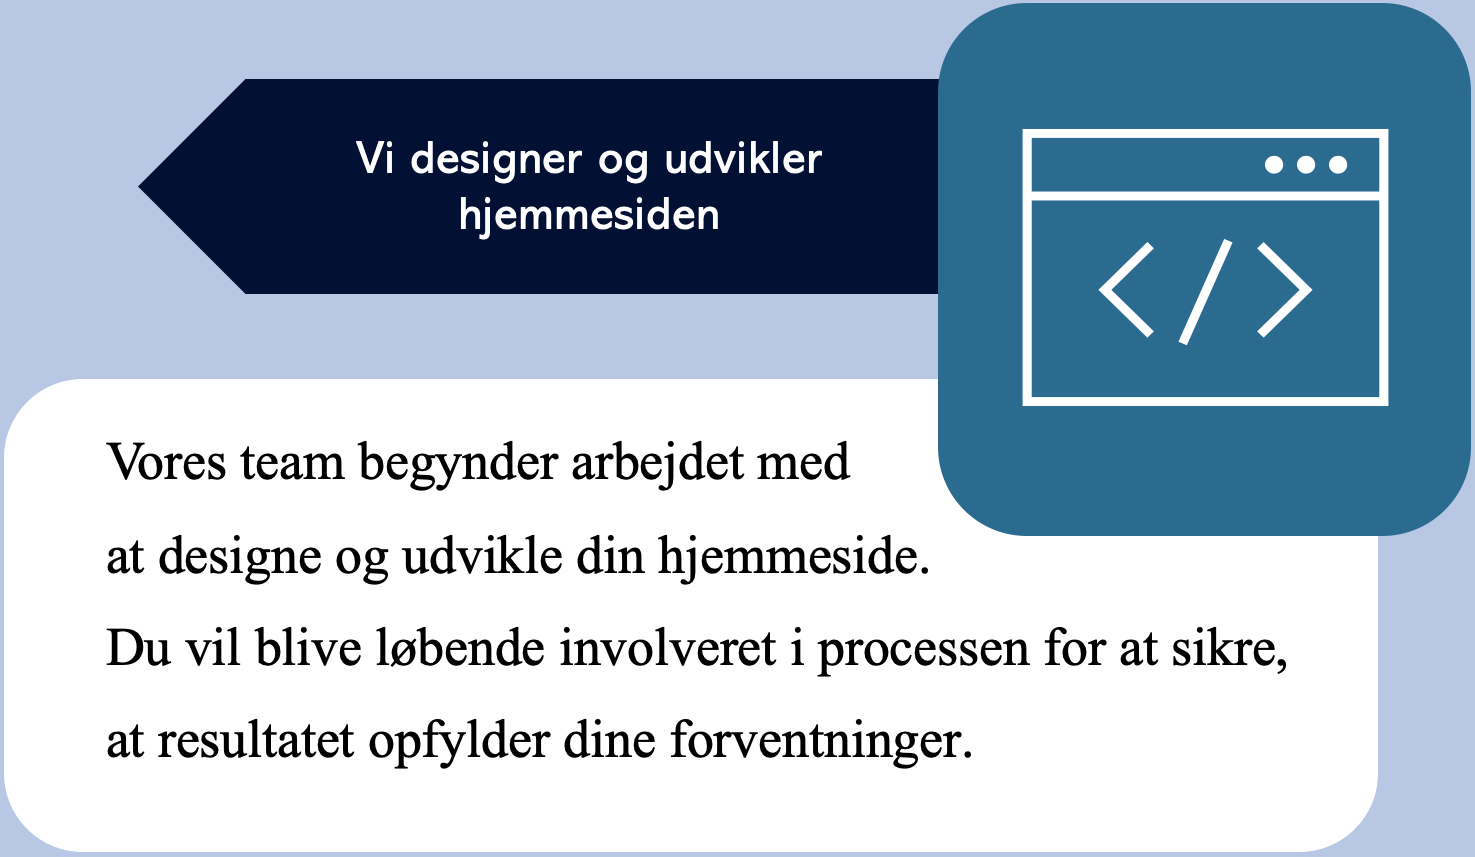 Vi designer og udvikler
hjemmesiden
</>
Vores team begynder arbejdet med
at designe og udvikle din hjemmeside.
Du vil blive løbende involveret i processen for at sikre,
at resultatet opfylder dine forventninger.